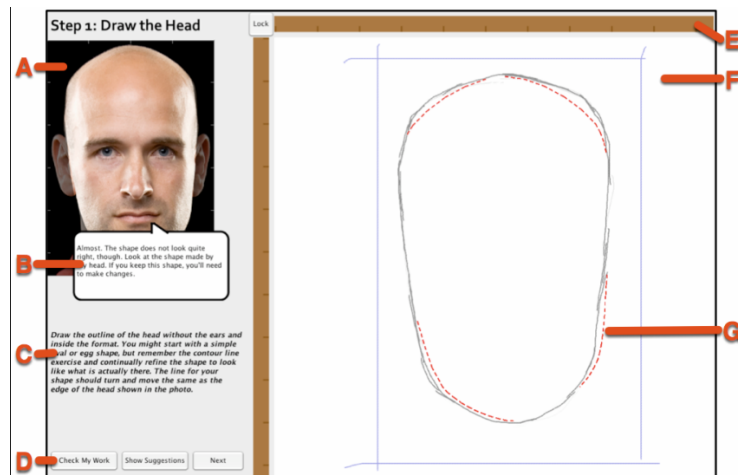 Step 1: Draw the Head
Lock
E
A
F
Almost. The shape does not look quite
right, though. Look at the shape made by
head. If you keep this shape, you'll need
to make changes.
B
G
Draw the outline of the head without the ears and
inside the format. You might start with a simple
or egg shape, but remember the contour line
exercise and continually refine the shape to look
like what is actually there. The line for your
shape should turn and move the same as the
edge of the head shown in the photo.
C
D
Check My Work
Show Suggestions
Next